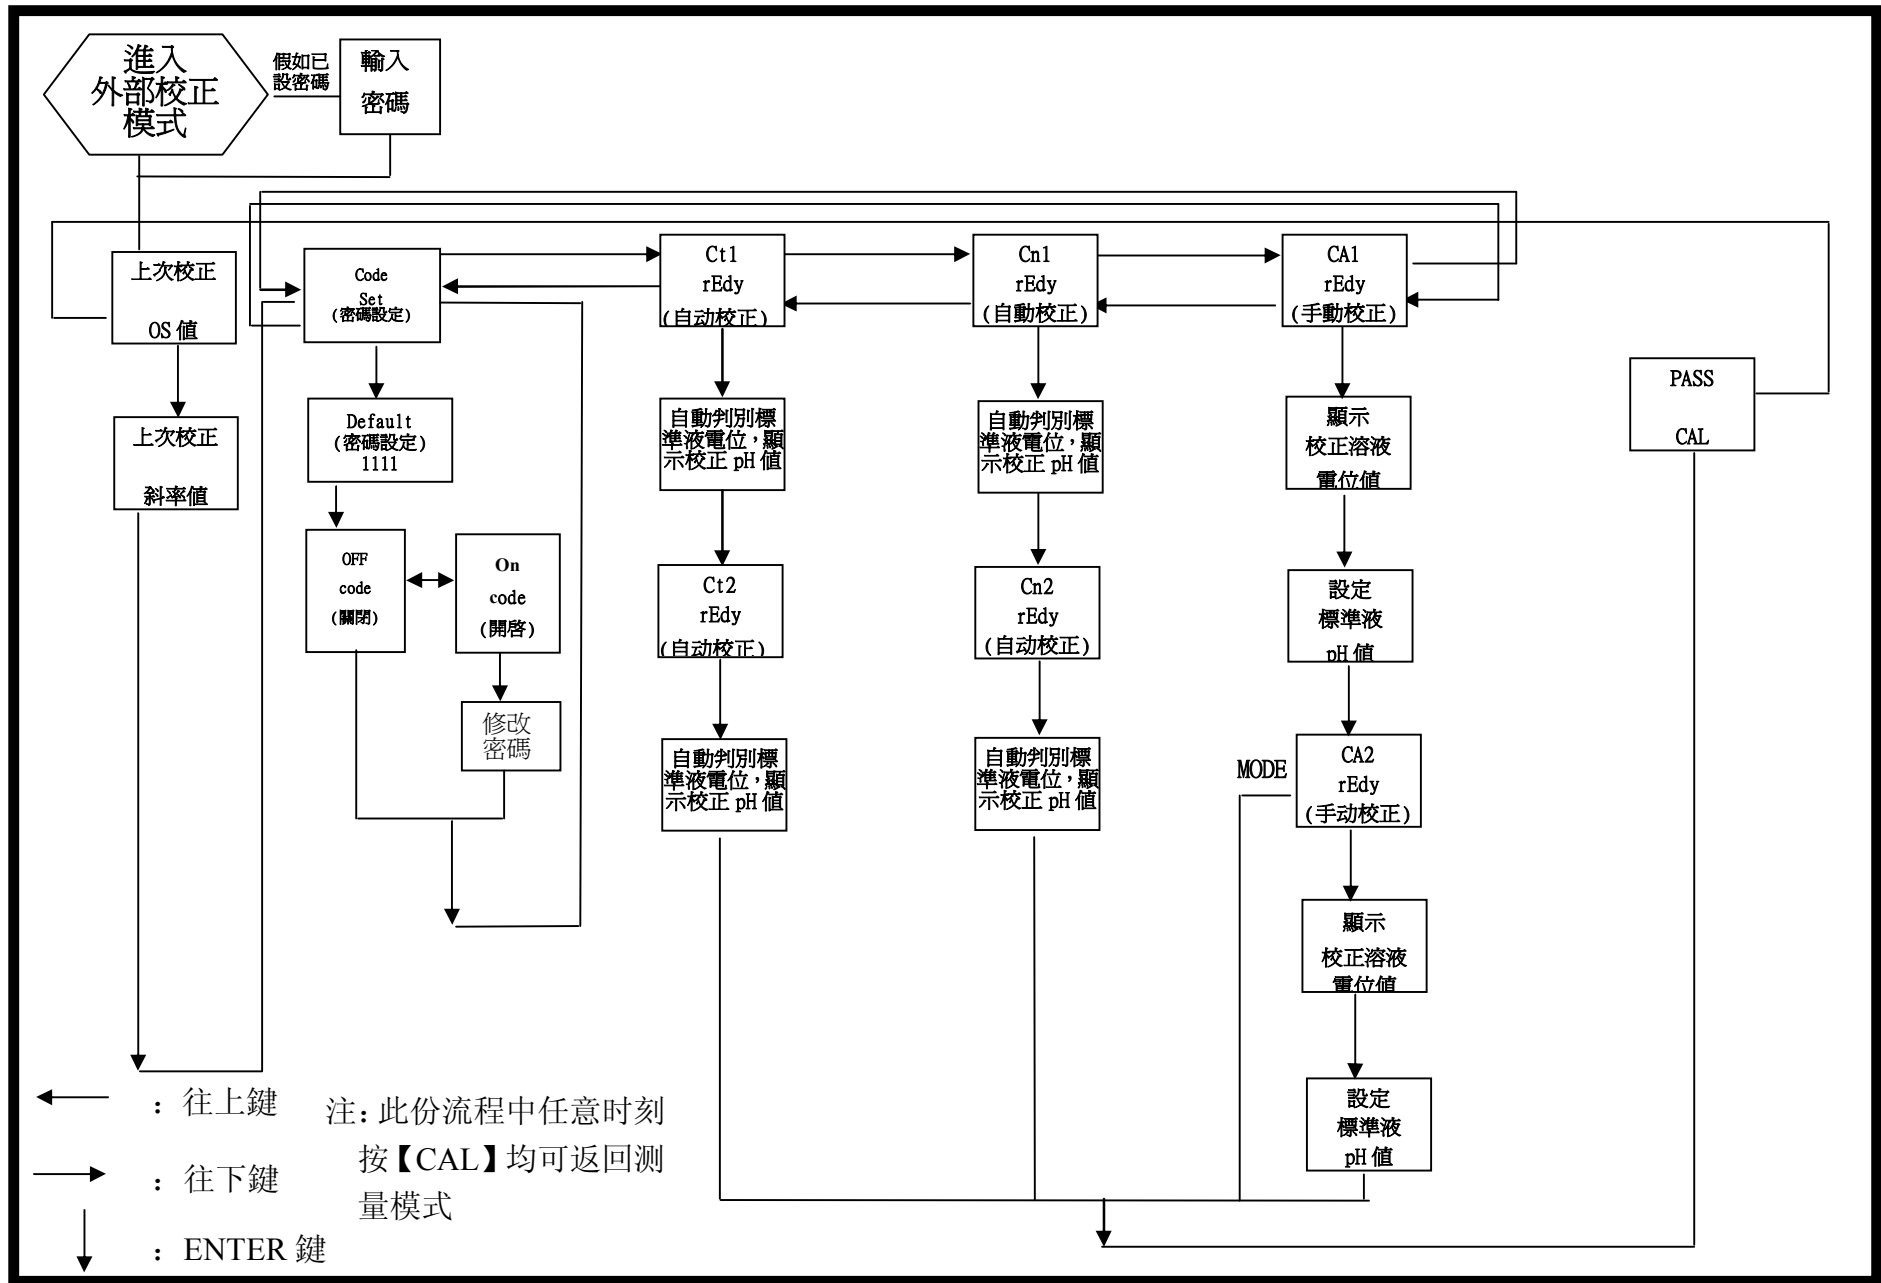 進入
外部校正
模式
假如已
設密碼
輸入
密碼
上次校正
OS 值
上次校正
斜率值
Code
Set
(密碼設定)
Default
(密碼設定)
1111
OFF
code
(關閉)
On
code
(開啓)
修改
密碼
Ct1
rEdy
(自动校正)
自動判別標
準液電位，顯
示校正 pH 值
Ct2
rEdy
(自动校正)
自動判別標
準液電位，顯
示校正 pH 值
Cn1
rEdy
(自動校正)
自動判別標
準液電位，顯
示校正 pH 值
Cn2
rEdy
(自动校正)
自動判別標
準液電位，顯
示校正 pH 值
CA1
rEdy
(手動校正)
顯示
校正溶液
電位值
設定
標準液
pH 值
MODE
CA2
rEdy
(手动校正)
顯示
校正溶液
電位值
設定
標準液
pH 值
PASS
CAL
：往上鍵
：往下鍵
：ENTER 鍵
注：此份流程中任意时刻
按【CAL】均可返回测
量模式